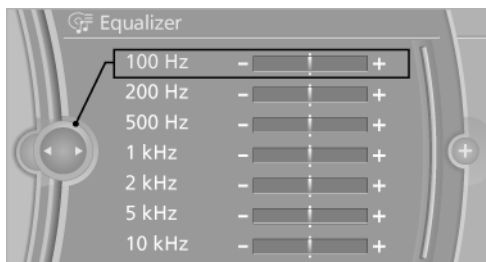 Equalizer
100 Hz - +
200 Hz - +
500 Hz - +
1 kHz - +
2 kHz - +
5 kHz - +
10 kHz - +
+